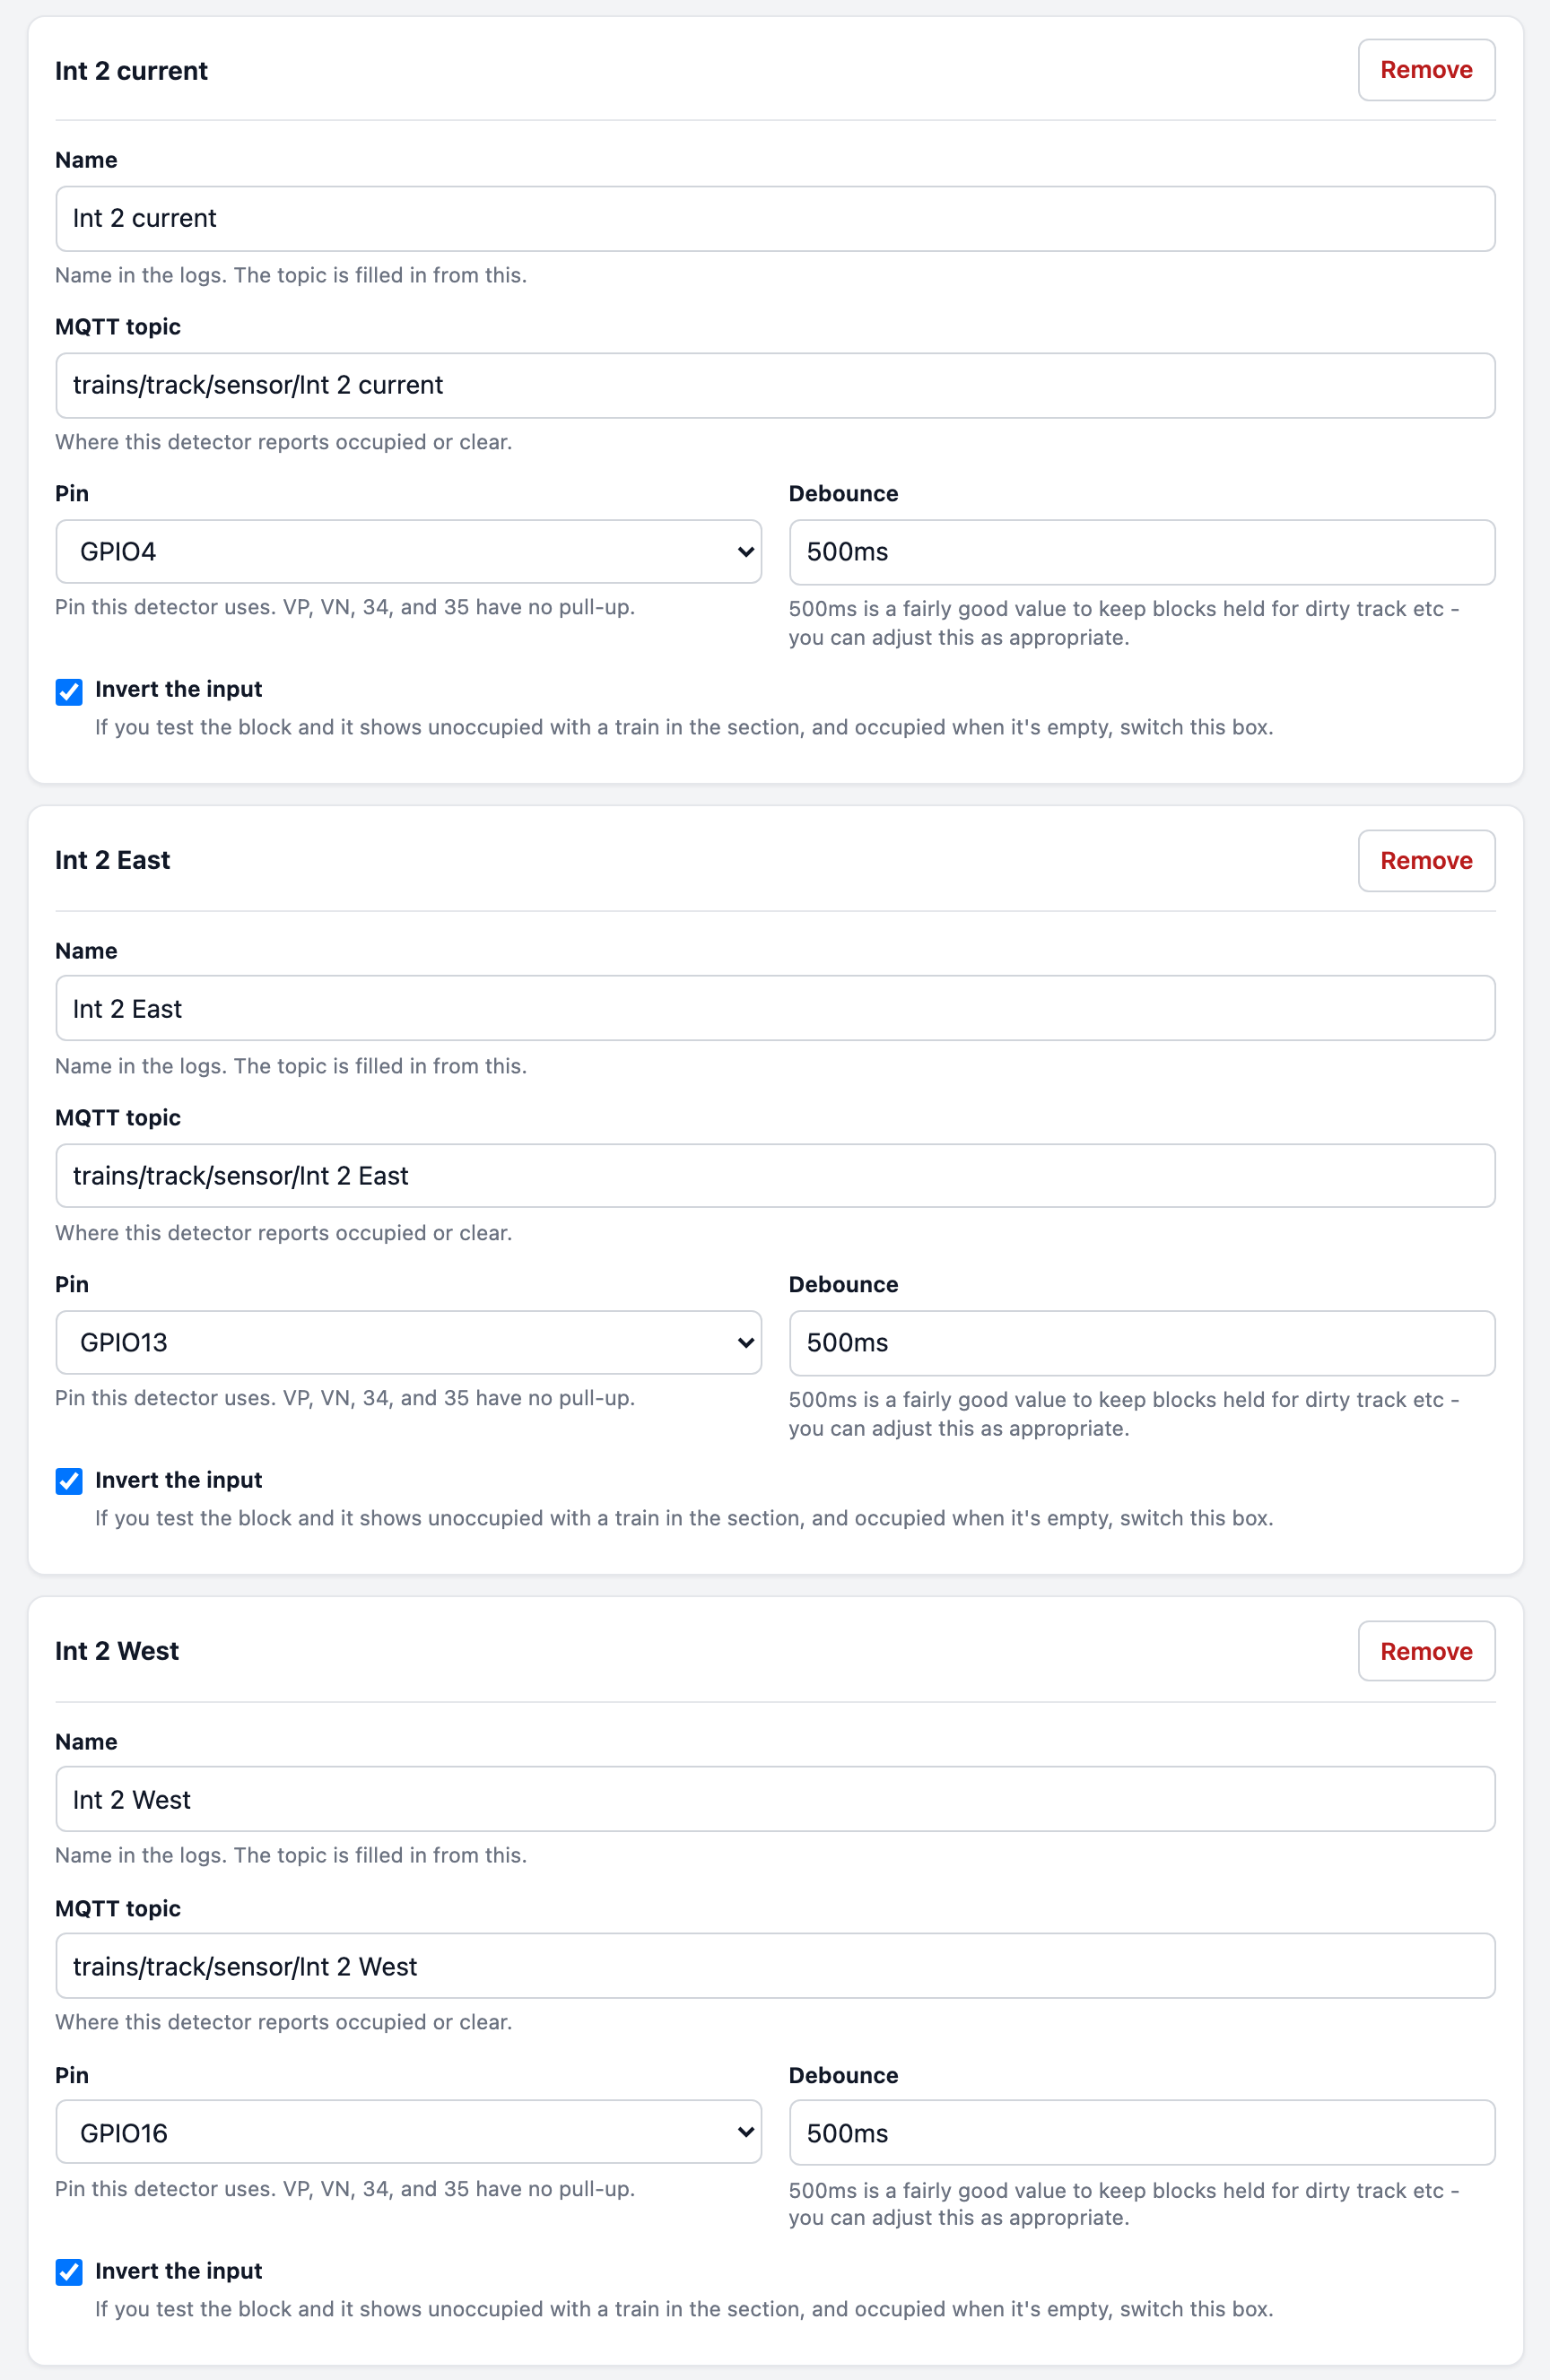 Int 2 current
Remove
Name
Int 2 current
Name in the logs. The topic is filled in from this.
MQTT topic
trains/track/sensor/Int 2 current
Where this detector reports occupied or clear.
Pin
Debounce
GPIO4
500ms
Pin this detector uses. VP, VN, 34, and 35 have no pull-up.
500ms is a fairly good value to keep blocks held for dirty track etc -
you can adjust this as appropriate.
Invert the input
If you test the block and it shows unoccupied with a train in the section, and occupied when it's empty, switch this box.
Int 2 East
Remove
Name
Int 2 East
Name in the logs. The topic is filled in from this.
MQTT topic
trains/track/sensor/Int 2 East
Where this detector reports occupied or clear.
Pin
Debounce
GPIO13
500ms
Pin this detector uses. VP, VN, 34, and 35 have no pull-up.
500ms is a fairly good value to keep blocks held for dirty track etc -
you can adjust this as appropriate.
Invert the input
If you test the block and it shows unoccupied with a train in the section, and occupied when it's empty, switch this box.
Int 2 West
Remove
Name
Int 2 West
Name in the logs. The topic is filled in from this.
MQTT topic
trains/track/sensor/Int 2 West
Where this detector reports occupied or clear.
Pin
Debounce
GPIO16
500ms
Pin this detector uses. VP, VN, 34, and 35 have no pull-up.
500ms is a fairly good value to keep blocks held for dirty track etc -
you can adjust this as appropriate.
Invert the input
If you test the block and it shows unoccupied with a train in the section, and occupied when it's empty, switch this box.